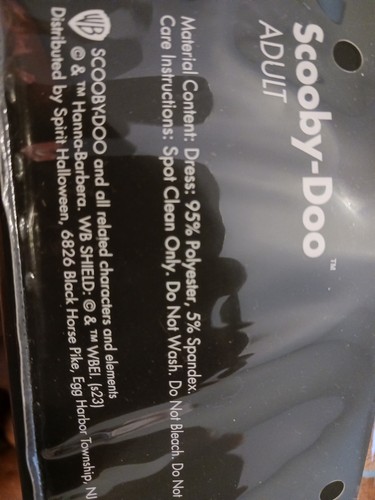 Scooby-Doo™
ADULT
Material Content: Dress: 95% Polyester, 5% Spandex.
Care Instructions: Spot Clean Only. Do Not Wash. Do Not Bleach. Do Not
WB
SCOOBY-DOO and all related characters and elements
© & ™ Hanna-Barbera. WB SHIELD: © & ™ WBEI. (s23)
Distributed by Spirit Halloween, 6826 Black Horse Pike, Egg Harbor Township, NJ